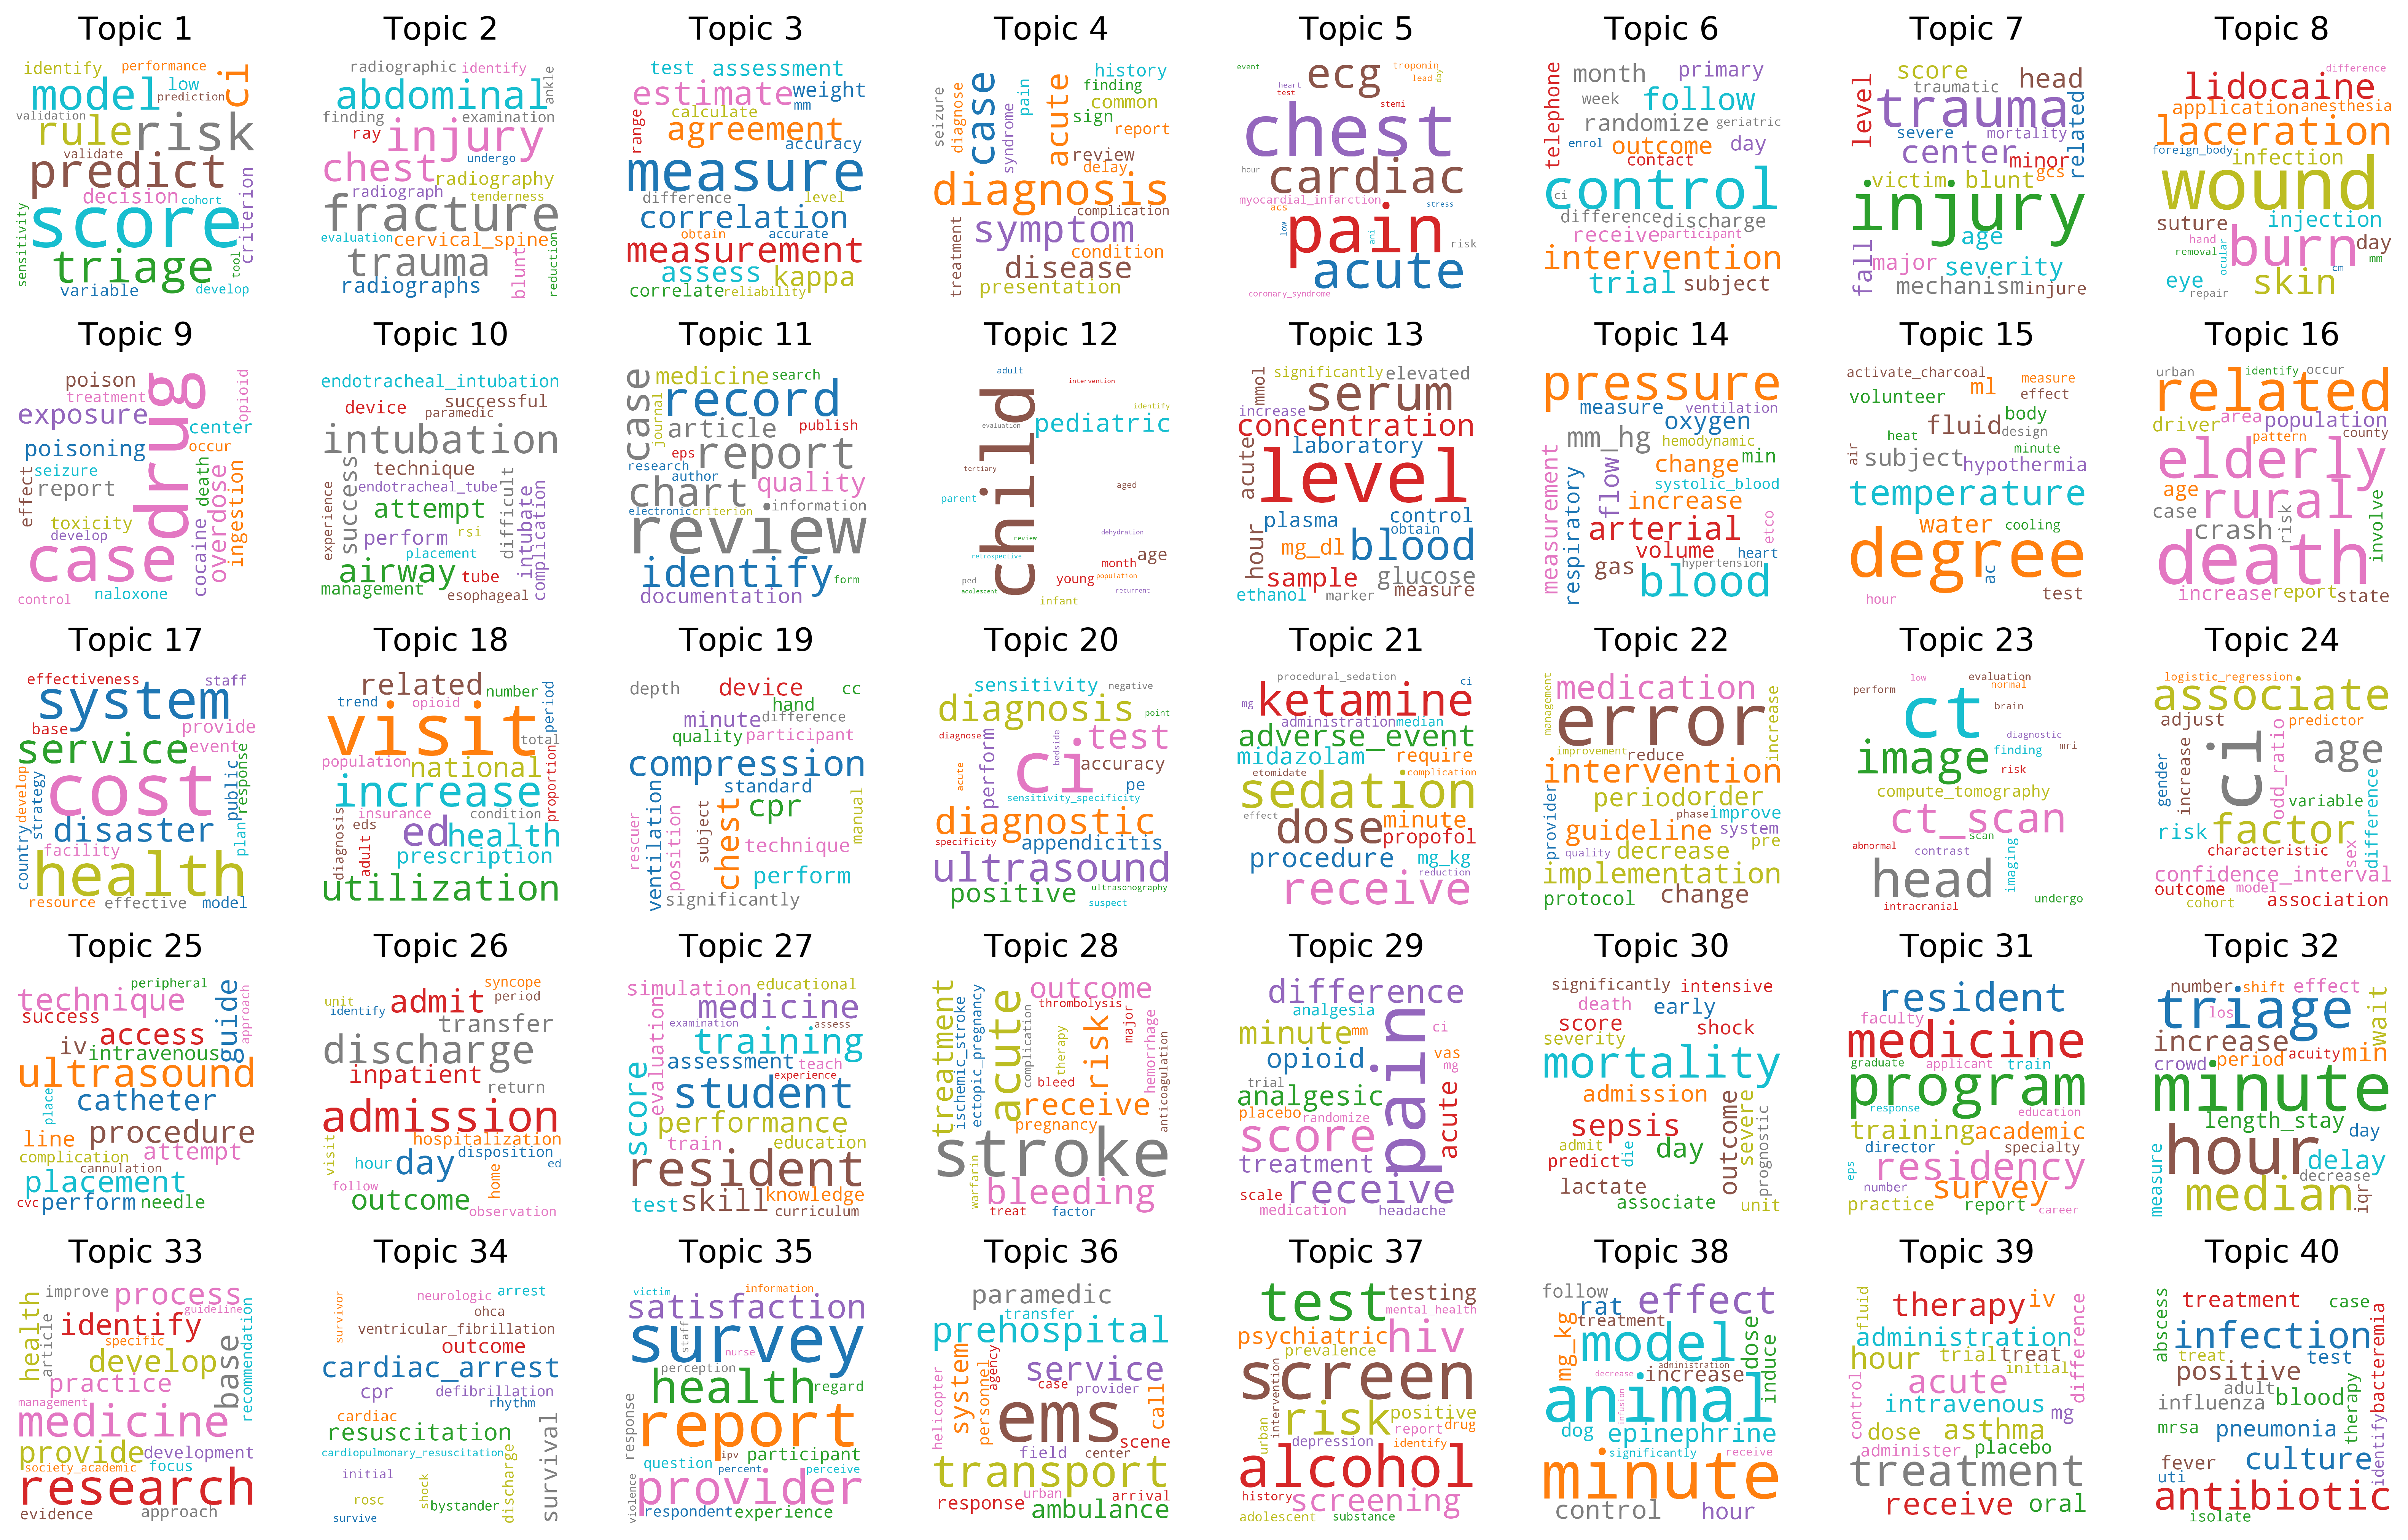 Topic 1
identify performance
model low ci
prediction
validation
rule risk
validate
predict
decision cohort
sensitivity score criterion
triage tool
variable develop
Topic 2
radiographic identify ankle
abdominal
finding examination
ray injury
chest undergo
radiography
radiograph tenderness
fracture
evaluation cervical_spine
trauma blunt reduction
radiographs
Topic 3
test assessment
estimate weight
calculate mm
range agreement
accuracy
measure
difference level
correlation
obtain accurate
measurement
assess kappa
correlate reliability
Topic 4
seizure diagnose case syndrome pain acute history
finding
common
sign
report
review
delay
diagnosis
complication
symptom
condition
treatment disease
presentation
Topic 5
event ecg troponin
lead day
heart
test stemi
chest
hour cardiac
myocardial_infarction stress
acs
low pain ami risk
acute
coronary_syndrome
Topic 6
telephone month primary
week follow
randomize geriatric
enrol outcome day
contact
ci control
difference discharge
receive participant
intervention
trial subject
Topic 7
level score head
traumatic
trauma related
severe mortality
center minor
victim blunt gcs
injury
fall age
major severity
mechanism injure
Topic 8
difference
lidocaine
application anesthesia
laceration
foreign_body infection
wound
suture injection
hand burn day
removal ocular mm
eye cm
repair skin
Topic 9
poison drug opioid
treatment
exposure center
poisoning occur
seizure death
effect report overdose ingestion
toxicity
develop cocaine
case
control naloxone
Topic 10
endotracheal_intubation
device successful
paramedic
intubation
technique
experience success endotracheal_tube difficult intubate complication
attempt
perform rsi
placement
airway tube
management esophageal
Topic 11
case medicine search
journal record
article publish
eps report
research
author
chart quality
information
electronic criterion
review
identify form
documentation
Topic 12
adult
intervention
child identify
pediatric
evaluation
tertiary
aged
parent
dehydration
review
retrospective
month age
ped young population
adolescent recurrent
infant
Topic 13
mmol significantly elevated
serum
increase
concentration
acute laboratory
level
hour plasma control
obtain
mg_dl blood
sample glucose
ethanol marker measure
Topic 14
pressure
measure ventilation
oxygen
mm_hg hemodynamic
measurement respiratory flow change min
systolic_blood
increase
arterial etco
volume heart
gas hypertension
blood
Topic 15
activate_charcoal measure
ml effect
volunteer
body
fluid design
air heat minute
subject hypothermia
temperature
water cooling
degree
ac
test
hour
Topic 16
urban identify occur
related
area population
driver
pattern county
elderly
age rural
case risk
crash involve
death
increase report state
Topic 17
effectiveness staff
system
base provide
service event
country develop strategy cost public plan response
disaster
facility
health
resource effective model
Topic 18
related number period
trend opioid
visit
total
population national
increase proportion
insurance condition
diagnosis eds ed health
adult prescription
utilization
Topic 19
depth device cc
hand
minute difference
quality participant
compression
standard
rescuer ventilation position subject chest cpr manual
technique
perform
significantly
Topic 20
sensitivity negative
diagnosis point
diagnose perform ci bedside test
accuracy
acute pe
sensitivity_specificity
diagnostic
specificity appendicitis
ultrasound
positive ultrasonography
suspect
Topic 21
procedural_sedation ci
mg ketamine
administration median
adverse_event
midazolam require
etomidate complication
sedation
effect dose minute
propofol
procedure mg_kg
reduction
receive
Topic 22
management medication increase
error
improvement reduce
intervention
provider period order
phase improve
guideline system
quality decrease pre
implementation
protocol change
Topic 23
low evaluation
perform normal
ct brain
diagnostic
image finding mri
risk
compute_tomography
ct_scan
scan
abnormal contrast imaging
head
undergo
intracranial
Topic 24
logistic_regression
associate
adjust odd_ratio predictor
gender increase ci age
variable
risk factor difference
characteristic sex
confidence_interval
outcome model
cohort association
Topic 25
peripheral
technique guide approach
success access
iv intravenous
ultrasound
place catheter
line procedure
complication attempt
cannulation
placement
cvc perform needle
Topic 26
syncope
unit admit period
identify
transfer
discharge
inpatient
return
admission
visit hospitalization
hour day disposition
ed
follow home
outcome
observation
Topic 27
simulation educational
medicine
evaluation examination assess
score training
assessment teach
experience
student
performance
train education
resident
test skill knowledge
curriculum
Topic 28
treatment ischemic_stroke ectopic_pregnancy acute outcome
thrombolysis
complication therapy risk major hemorrhage anticoagulation
bleed
receive
pregnancy
stroke
warfarin bleeding
treat factor
Topic 29
difference
analgesia pain
minute mm ci
opioid vas
mg
trial
analgesic acute
placebo randomize
score
treatment
scale receive
medication headache
Topic 30
significantly intensive
death early
score shock
severity
mortality
admission
sepsis outcome severe prognostic
admit die day
predict
lactate
associate unit
Topic 31
resident
faculty
medicine
graduate applicant train
program
response education
training academic
director specialty
residency
eps number survey
practice report career
Topic 32
number shift effect
triage wait
los
increase
crowd period acuity min
minute
length_stay
day
measure hour delay
decrease
median iqr
Topic 33
health improve process
article guideline
identify
specific base recommendation
develop
practice
management
medicine
provide development
society_academic focus
research
evidence approach
Topic 34
survivor neurologic arrest
ohca
ventricular_fibrillation
outcome
cardiac_arrest
cpr defibrillation
rhythm
cardiac
resuscitation
cardiopulmonary_resuscitation
initial shock discharge survival
rosc bystander
survive
Topic 35
victim information
satisfaction
survey
staff nurse
perception
health regard
response report
ipv participant
question percent perceive
violence provider
respondent experience
Topic 36
paramedic
transfer
prehospital
helicopter system personnel agency service call
case provider
ems
scene
field center
transport
urban arrival
response ambulance
Topic 37
test testing
mental_health
psychiatric hiv
prevalence
screen
urban intervention risk positive
report drug
depression identify
alcohol
history screening
adolescent substance
Topic 38
follow effect
rat
treatment
mg_kg model dose induce
administration
decrease increase
animal
infusion
dog epinephrine
significantly receive
minute
control hour
Topic 39
fluid therapy iv difference
administration
hour trial treat
initial
control acute
intravenous
mg
dose asthma
administer placebo
treatment
receive oral
Topic 40
abscess treatment case bacteremia
infection
treat test
positive
adult blood therapy identify
influenza
mrsa pneumonia
fever culture
uti
antibiotic
isolate